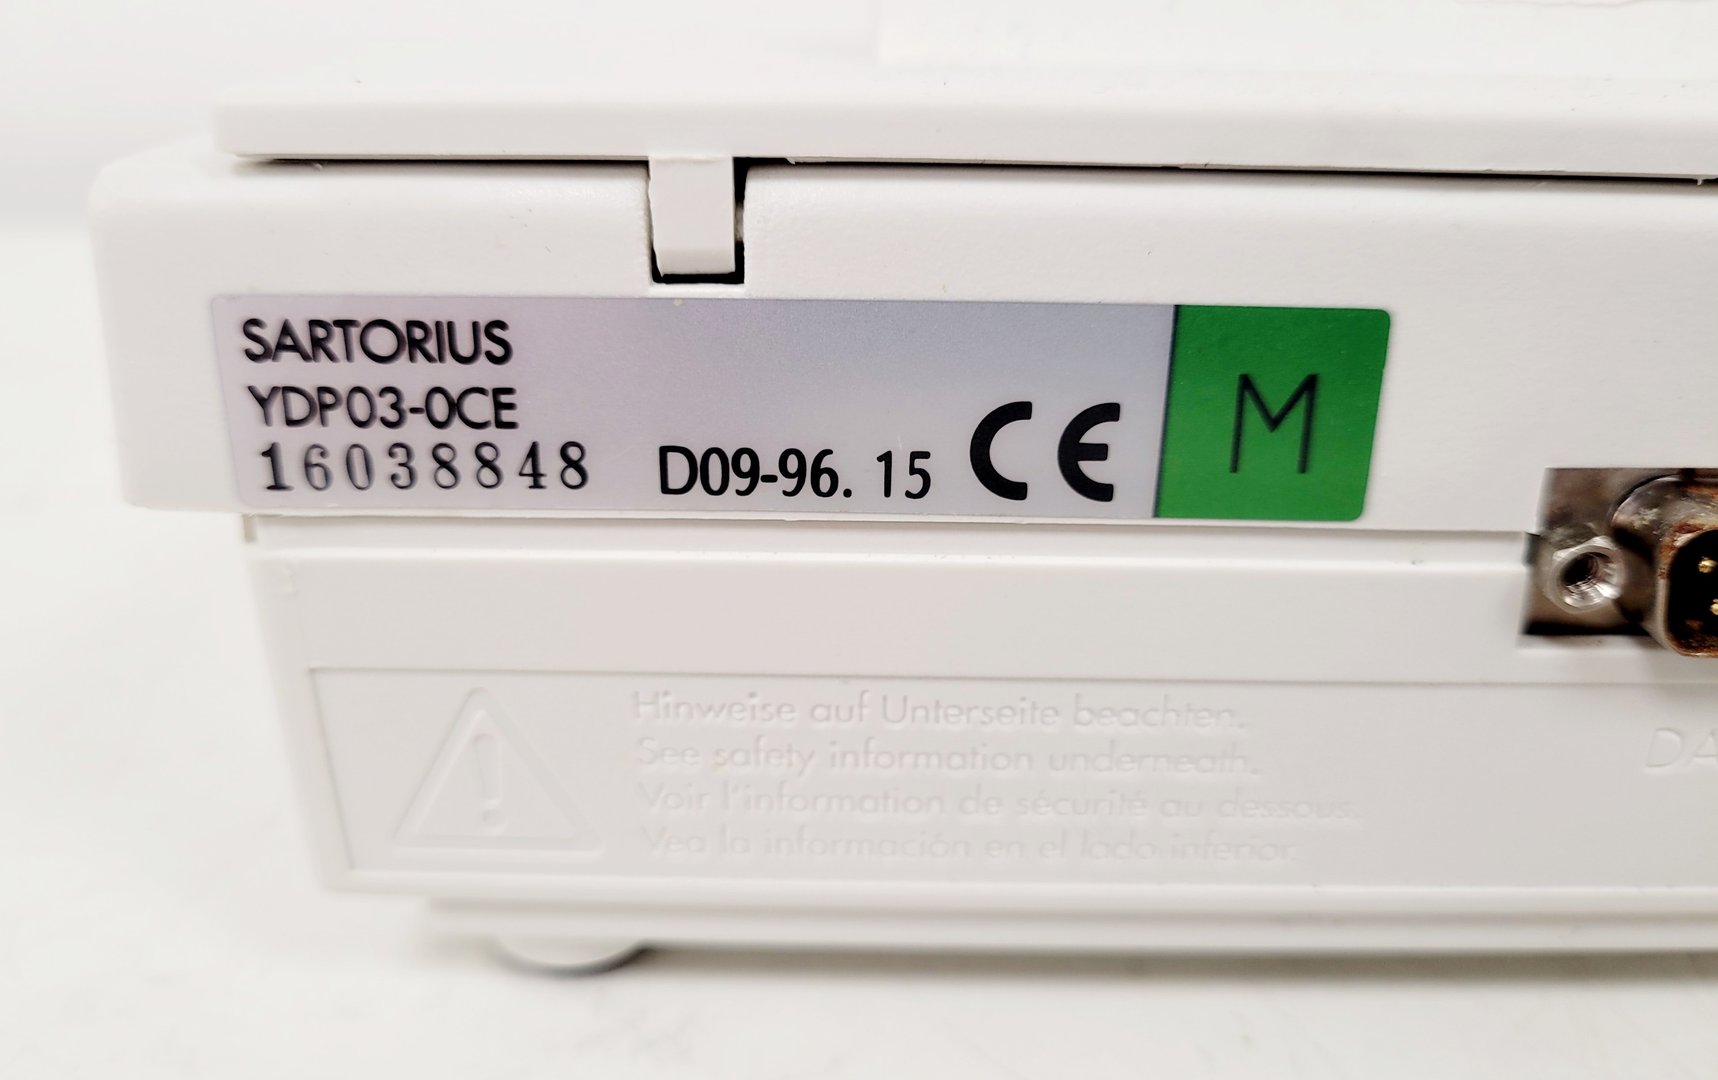 SARTORIUS
YDP03-0CE
16038848 D09-96. 15 CE
M
Hinweise auf Unterseite beachten.
See safety information underneath.
Voir l'information de sécurité au dessous.
Vea la información en el lado inferior.
DA